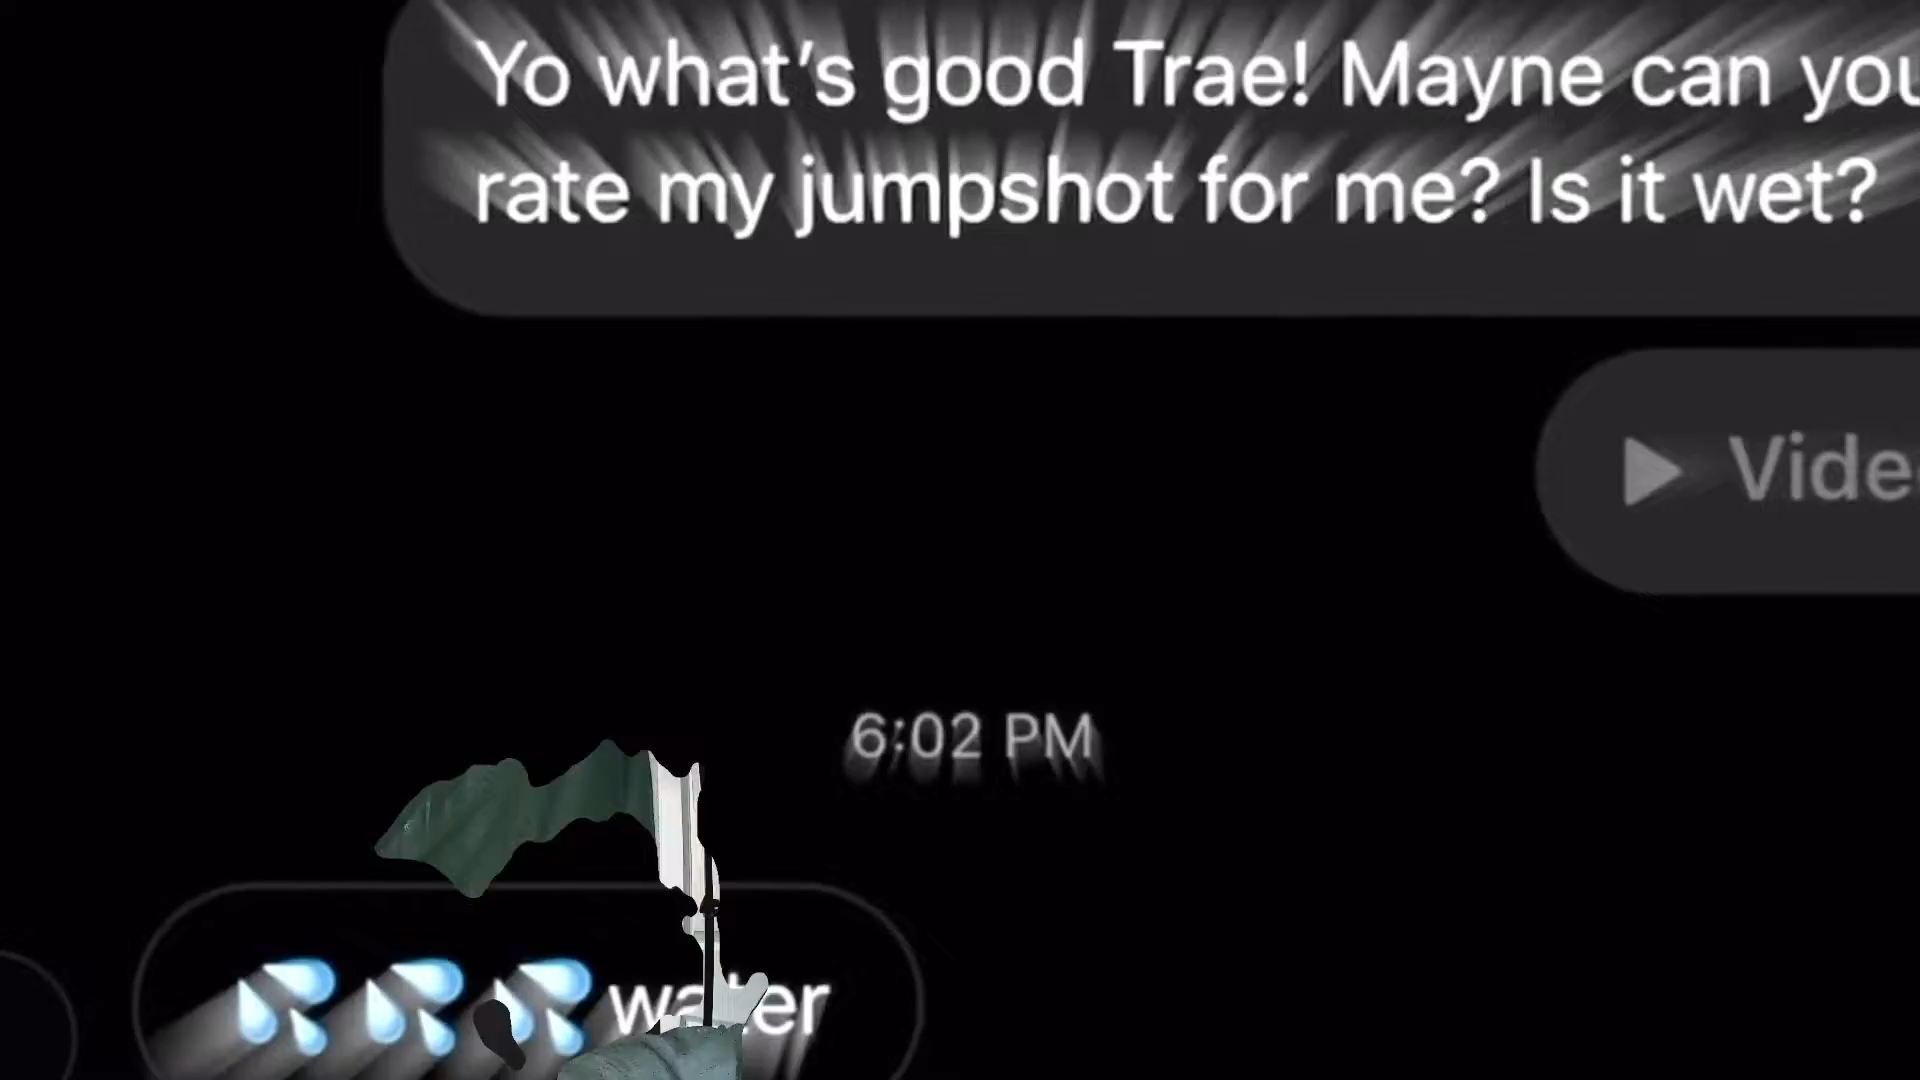 Yo what’s good Trae! Mayne can you
rate my jumpshot for me? Is it wet?
Vide
6:02 PM
💦 💦 💦 water